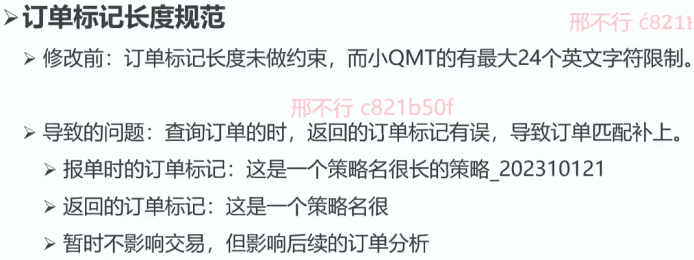 ➢订单标记长度规范
邢不行 c821
➢ 修改前：订单标记长度未做约束，而小QMT的有最大24个英文字符限制。
邢不行 c821b50f
➢ 导致的问题：查询订单的时，返回的订单标记有误，导致订单匹配补上。
➢ 报单时的订单标记：这是一个策略名很长的策略_202310121
➢ 返回的订单标记：这是一个策略名很
➢ 暂时不影响交易，但影响后续的订单分析